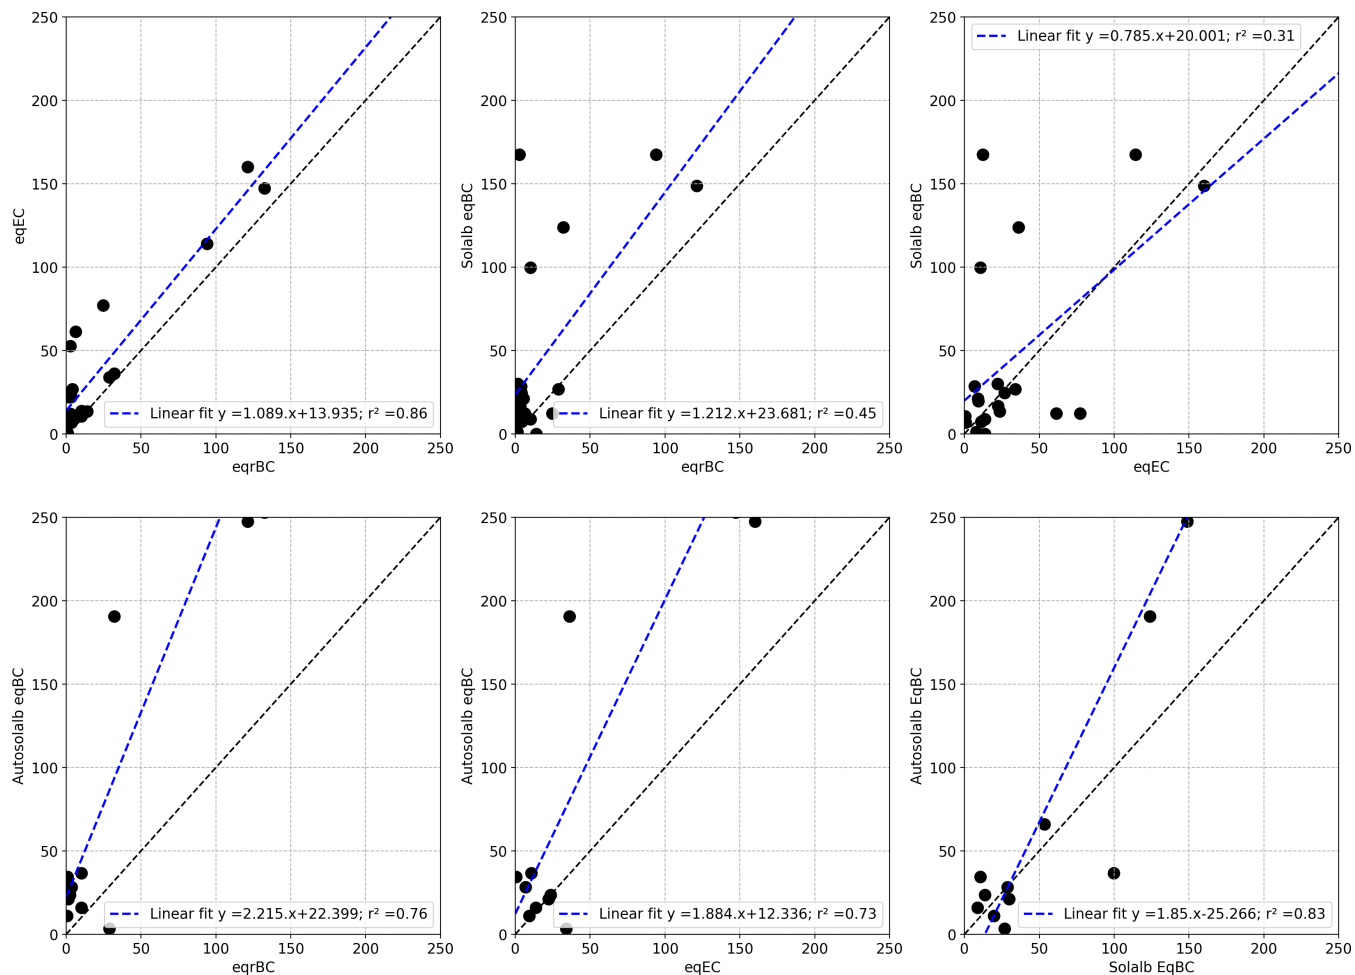 250
200
150
100
50
0
eqEC
Linear fit y =1.089.x+13.935; r² =0.86
0 50 100 150 200 250
eqrBC
250
200
150
100
50
0
Solalb eqBC
Linear fit y =1.212.x+23.681; r² =0.45
0 50 100 150 200 250
eqrBC
250
200
150
100
50
0
Solalb eqBC
Linear fit y =0.785.x+20.001; r² =0.31
0 50 100 150 200 250
eqEC
250
200
150
100
50
0
Autosolalb eqBC
Linear fit y =2.215.x+22.399; r² =0.76
0 50 100 150 200 250
eqrBC
250
200
150
100
50
0
Autosolalb eqBC
Linear fit y =1.884.x+12.336; r² =0.73
0 50 100 150 200 250
eqEC
250
200
150
100
50
0
Autosolalb EqBC
Linear fit y =1.85.x-25.266; r² =0.83
0 50 100 150 200 250
Solalb EqBC